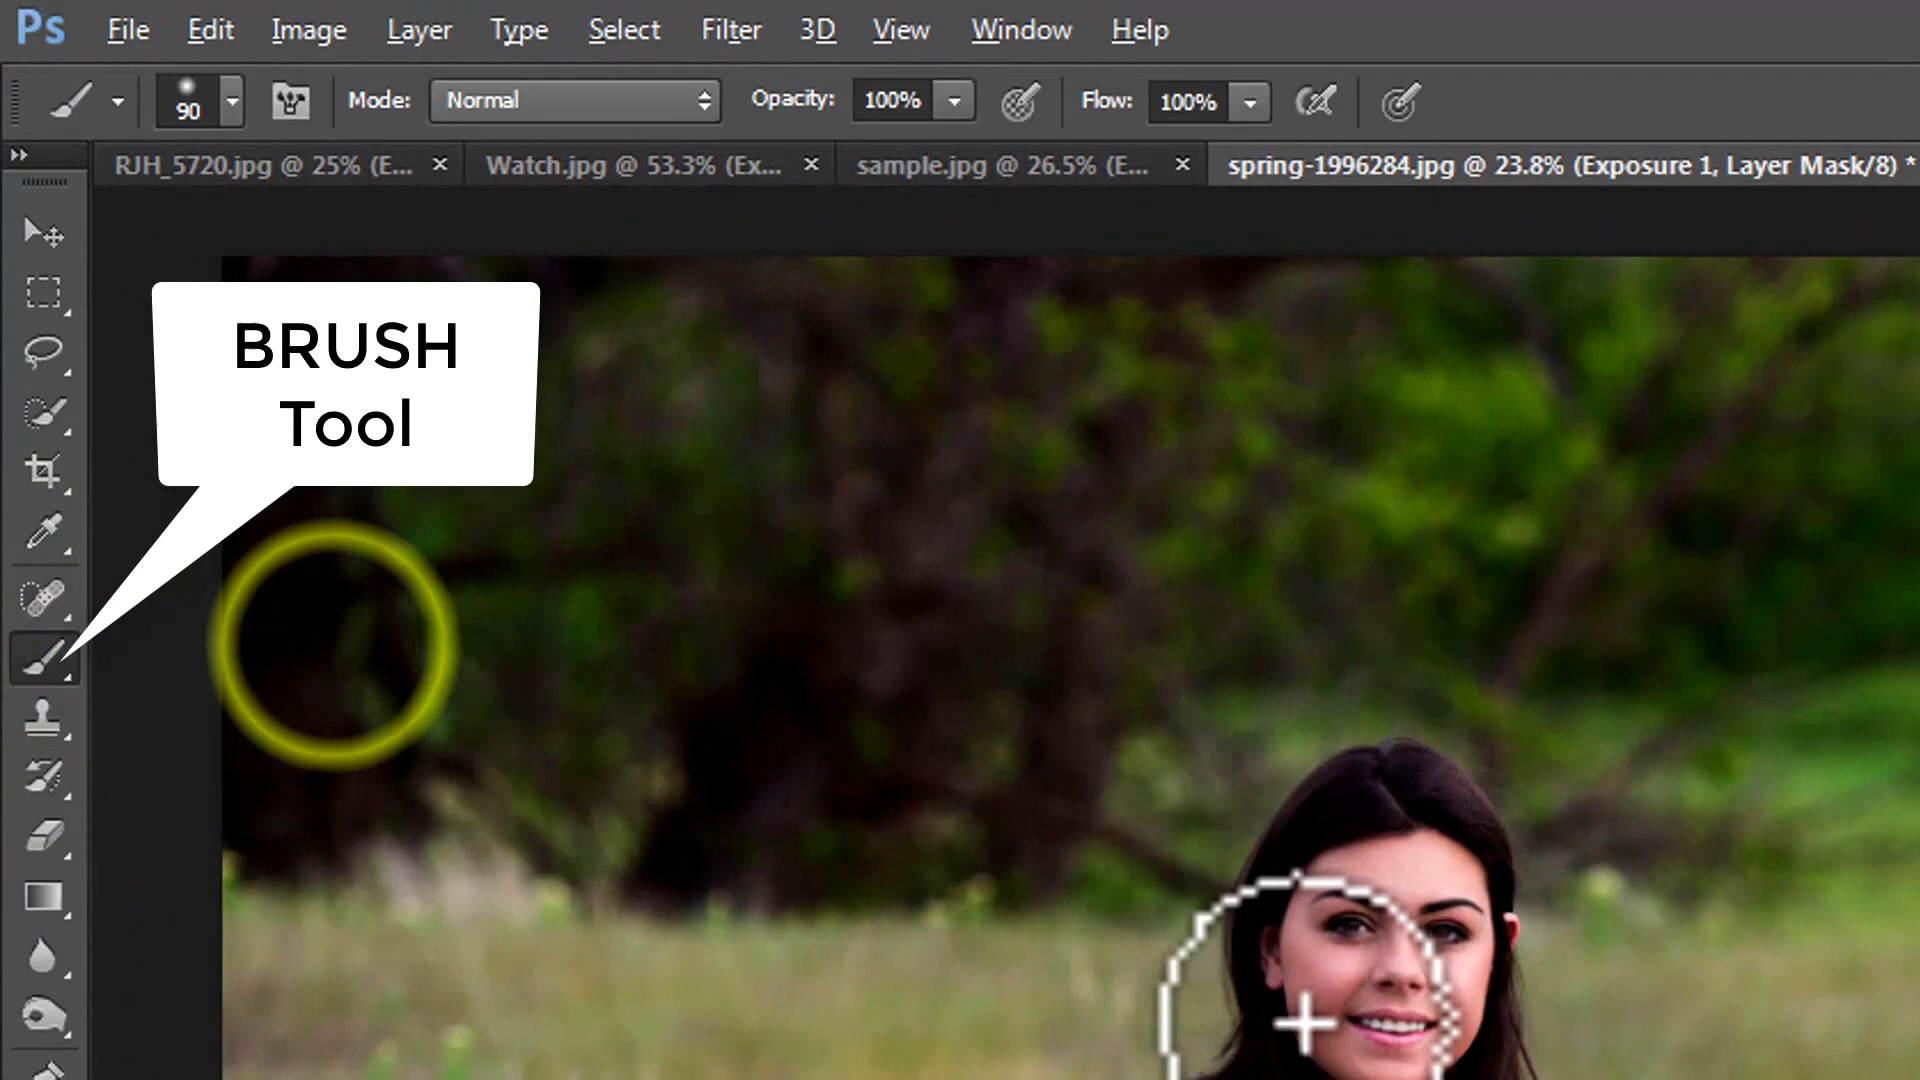 Ps File Edit Image Layer Type Select Filter 3D View Window Help
90 Mode: Normal Opacity: 100% Flow: 100%
RJH_5720.jpg @ 25% (E... × Watch.jpg @ 53.3% (Ex... × sample.jpg @ 26.5% (E... × spring-1996284.jpg @ 23.8% (Exposure 1, Layer Mask/8) *
BRUSH
Tool